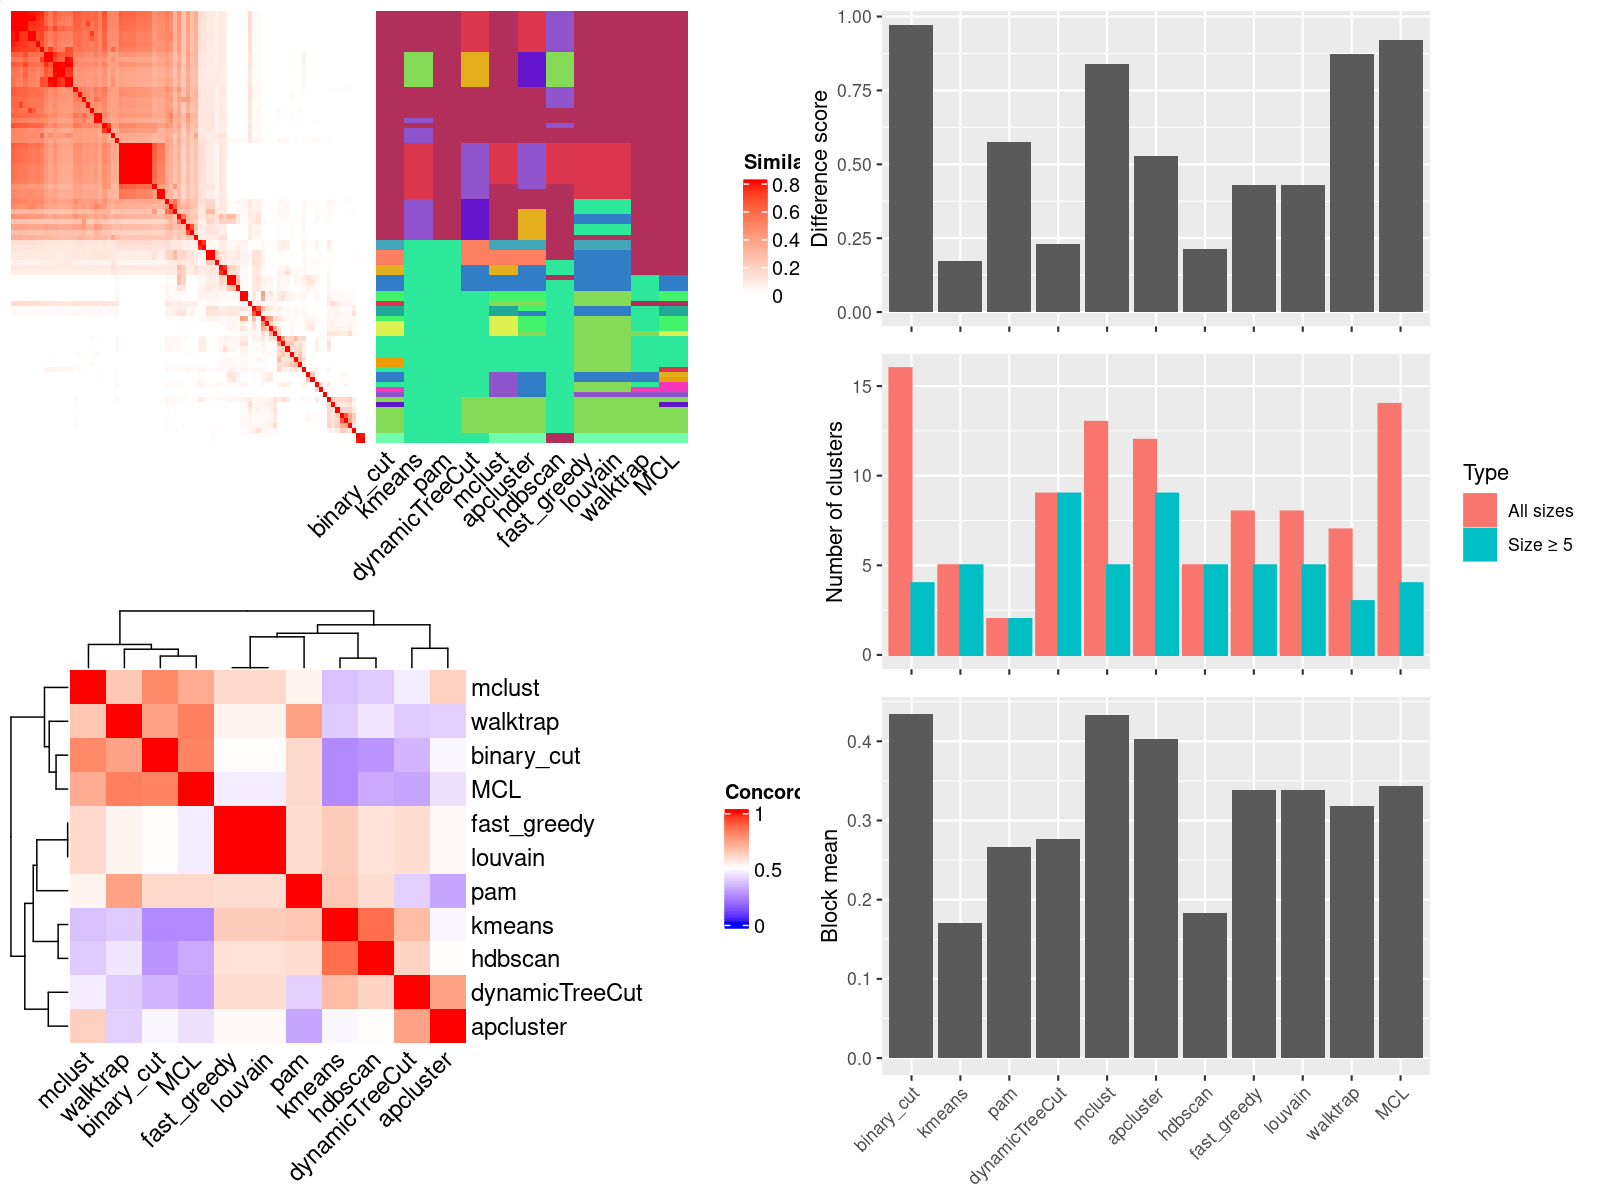 Simila
0.8
0.6
0.4
0.2
0
binary_cut
kmeans
pam
dynamicTreeCut
mclust
apcluster
hdbscan
fast_greedy
louvain
walktrap
MCL
mclust
walktrap
binary_cut
MCL
fast_greedy
louvain
pam
kmeans
hdbscan
dynamicTreeCut
apcluster
mclust
walktrap
binary_cut
MCL
fast_greedy
louvain
pam
kmeans
hdbscan
dynamicTreeCut
apcluster
Concord
1
0.5
0
Difference score
1.00
0.75
0.50
0.25
0.00
Number of clusters
15
10
5
0
Type
All sizes
Size ≥ 5
Block mean
0.4
0.3
0.2
0.1
0.0
binary_cut
kmeans
pam
dynamicTreeCut
mclust
apcluster
hdbscan
fast_greedy
louvain
walktrap
MCL